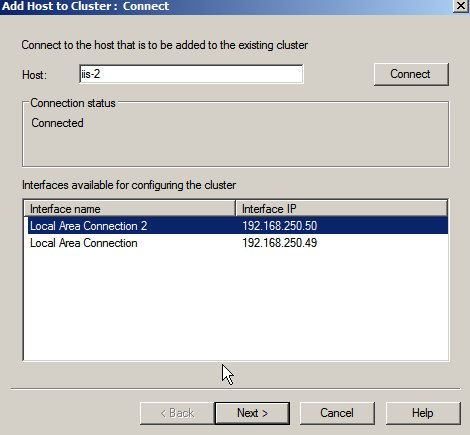 Add Host to Cluster : Connect
Connect to the host that is to be added to the existing cluster
Host: iis-2 Connect
Connection status
Connected
Interfaces available for configuring the cluster
Interface name Interface IP
Local Area Connection 2 192.168.250.50
Local Area Connection 192.168.250.49
< Back Next > Cancel Help